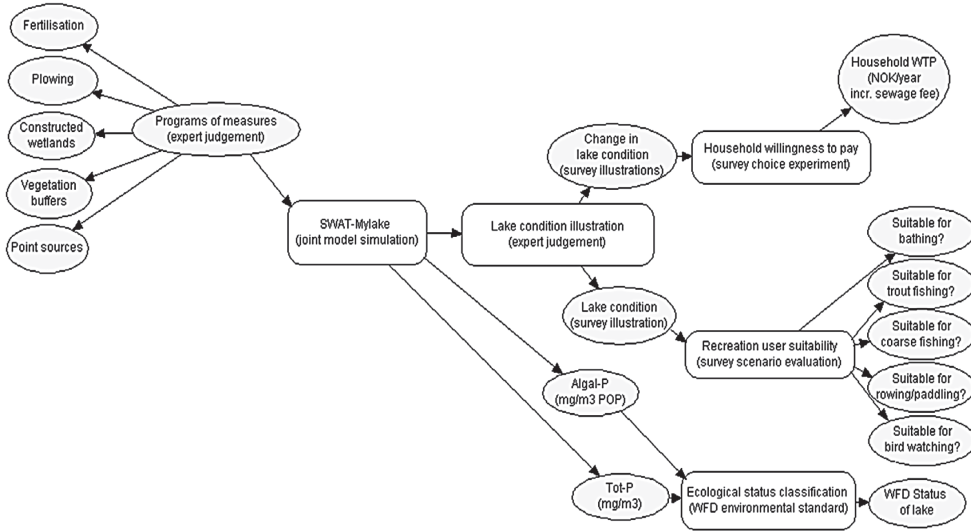 Fertilisation
Plowing
Constructed
wetlands
Vegetation
buffers
Point sources
Programs of measures
(expert judgement)
SWAT-Mylake
(joint model simulation)
Lake condition illustration
(expert judgement)
Change in
lake condition
(survey illustrations)
Household willingness to pay
(survey choice experiment)
Household WTP
(NOK/year
incr. sewage fee)
Lake condition
(survey illustration)
Recreation user suitability
(survey scenario evaluation)
Suitable for
bathing?
Suitable for
trout fishing?
Suitable for
coarse fishing?
Suitable for
rowing/paddling?
Suitable for
bird watching?
Algal-P
(mg/m3 POP)
Tot-P
(mg/m3)
Ecological status classification
(WFD environmental standard)
WFD Status
of lake